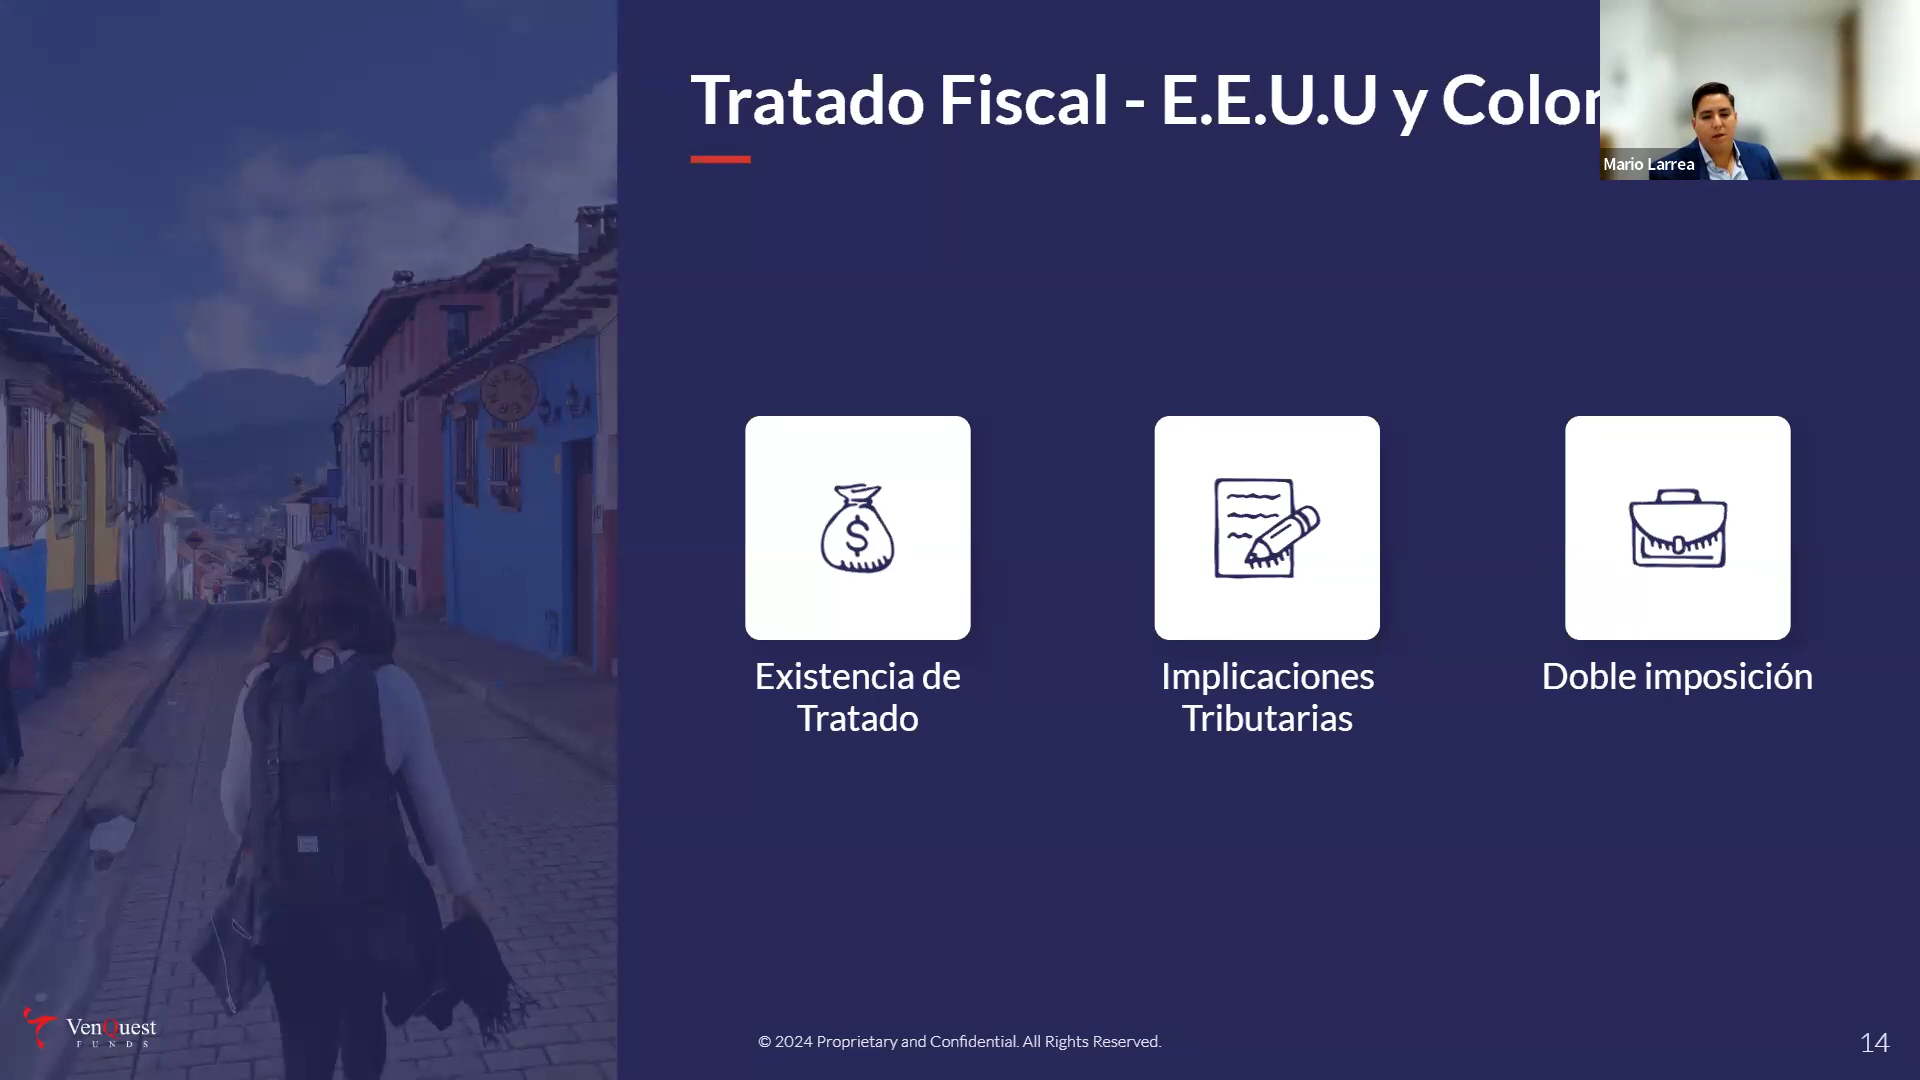 Tratado Fiscal - E.E.U.U y Colo
Mario Larrea
Existencia de
Tratado
Implicaciones
Tributarias
Doble imposición
VenQuest
FUNDS
© 2024 Proprietary and Confidential. All Rights Reserved.
14